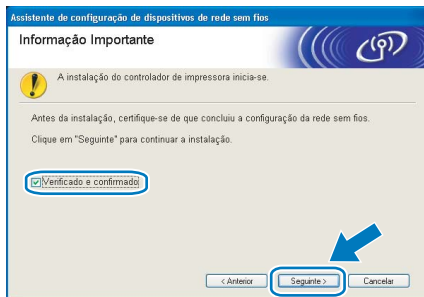 Assistente de configuração de dispositivos de rede sem fios
Informação Importante
A instalação do controlador de impressora inicia-se.
Antes da instalação, certifique-se de que concluiu a configuração da rede sem fios.
Clique em "Seguinte" para continuar a instalação.
Verificado e confirmado
< Anterior
Seguinte >
Cancelar